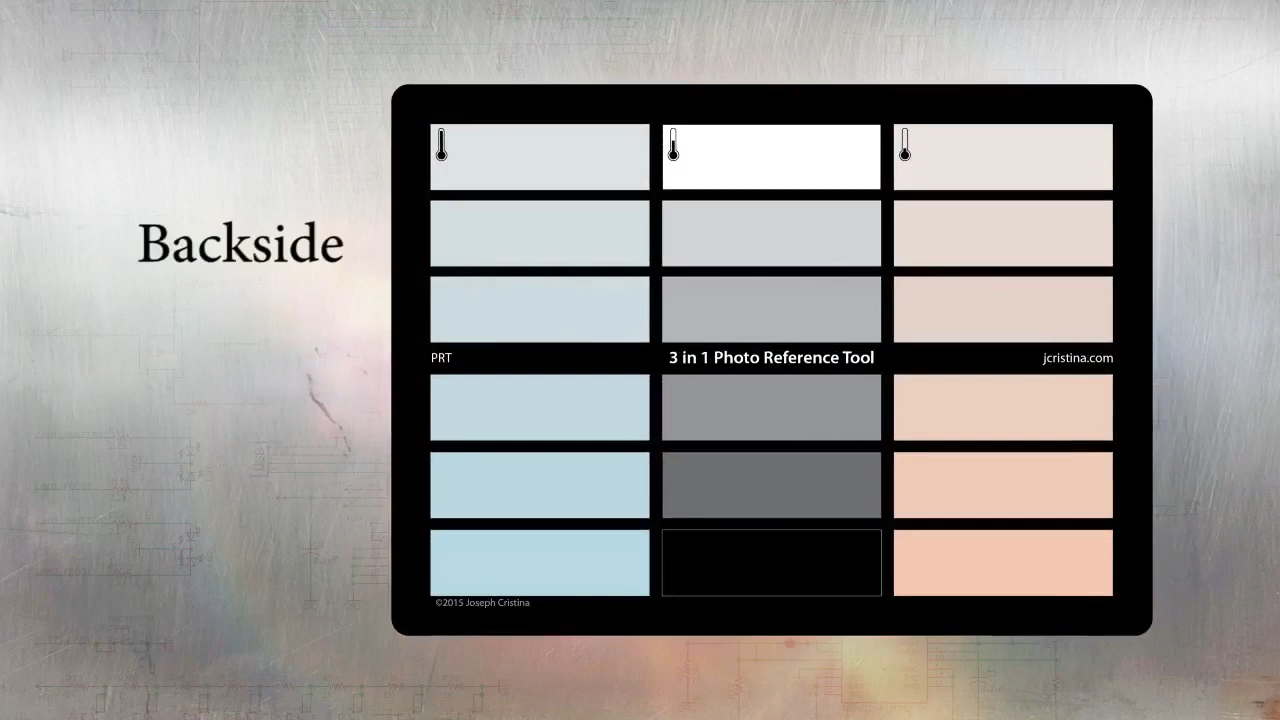 Backside
PRT
3 in 1 Photo Reference Tool
jcristina.com
©2015 Joseph Cristina